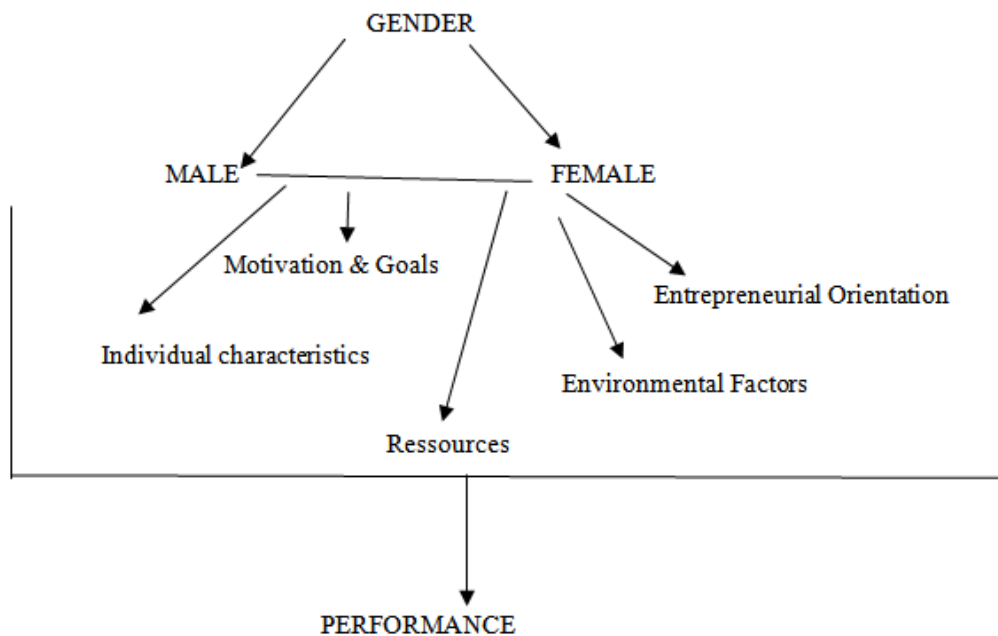 GENDER
MALE
FEMALE
Motivation & Goals
Entrepreneurial Orientation
Individual characteristics
Environmental Factors
Ressources
PERFORMANCE